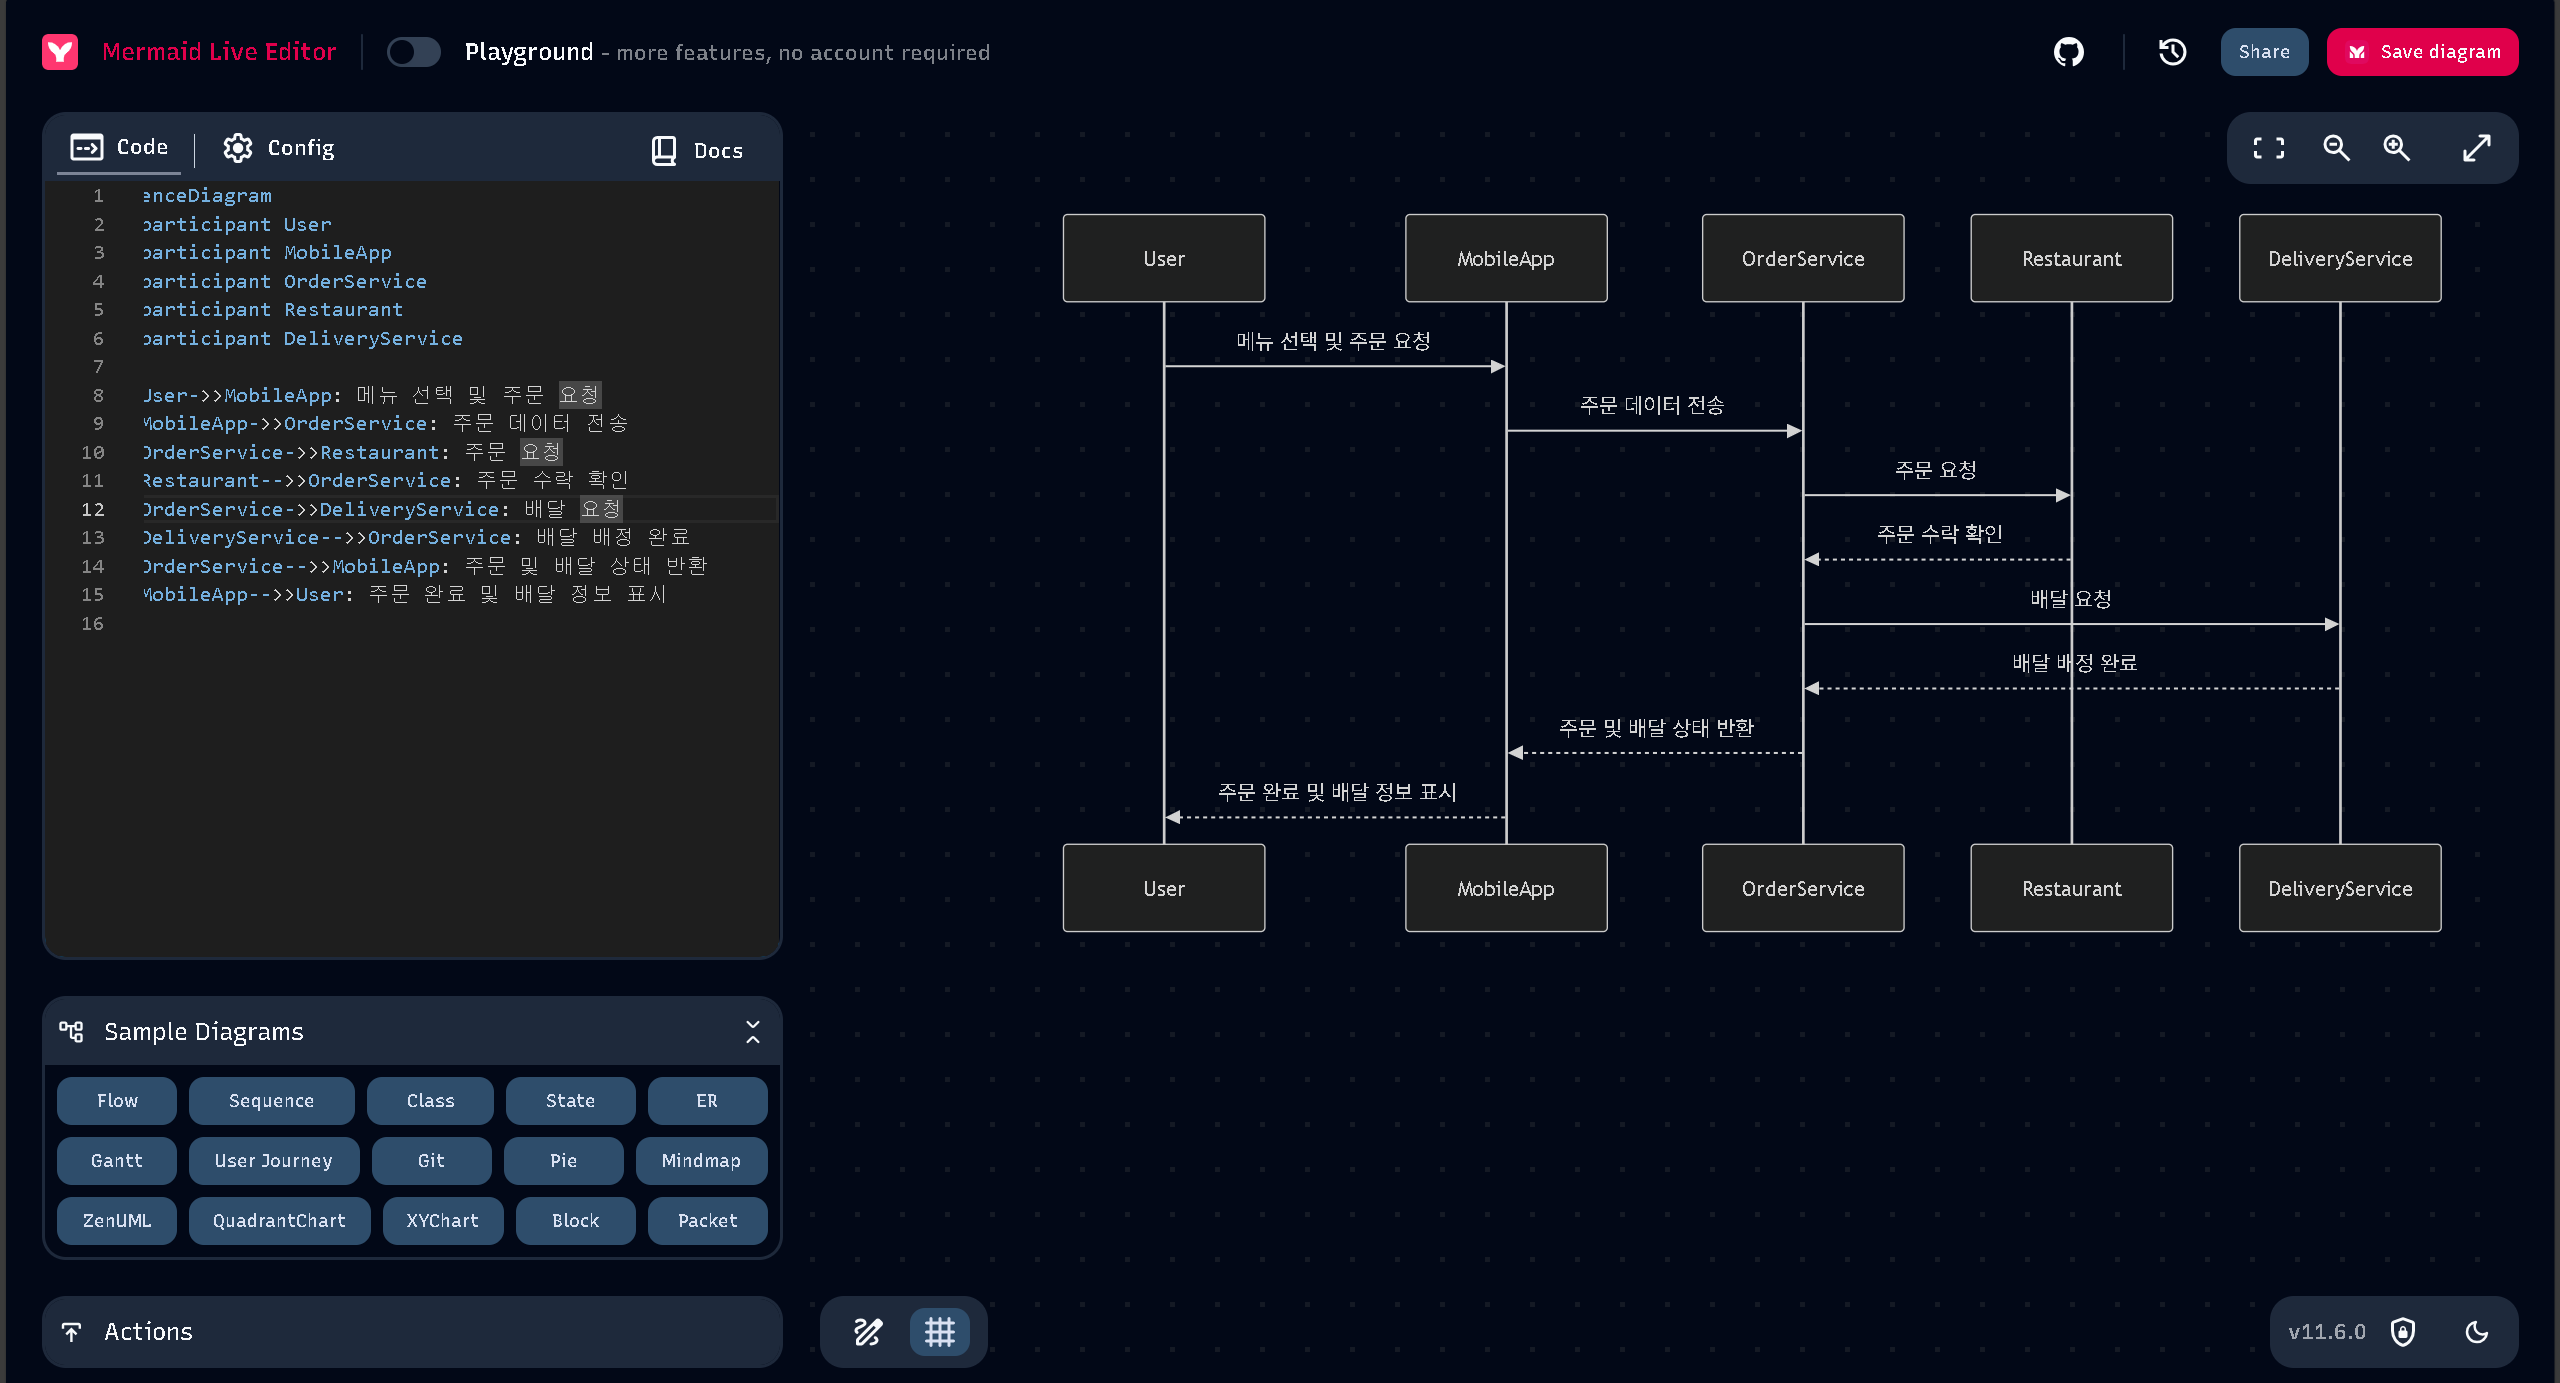 Mermaid Live Editor
Playground - more features, no account required
Share
Save diagram
Code
Config
Docs
1 enceDiagram
2 participant User
3 participant MobileApp
4 participant OrderService
5 participant Restaurant
6 participant DeliveryService
7
8 User->>MobileApp: 메뉴 선택 및 주문 요청
9 MobileApp->>OrderService: 주문 데이터 전송
10 OrderService->>Restaurant: 주문 요청
11 Restaurant-->>OrderService: 주문 수락 확인
12 OrderService->>DeliveryService: 배달 요청
13 DeliveryService-->>OrderService: 배달 배정 완료
14 OrderService-->>MobileApp: 주문 및 배달 상태 반환
15 MobileApp-->>User: 주문 완료 및 배달 정보 표시
16
Sample Diagrams
Flow Sequence Class State ER
Gantt User Journey Git Pie Mindmap
ZenUML QuadrantChart XYChart Block Packet
Actions
User MobileApp OrderService Restaurant DeliveryService
메뉴 선택 및 주문 요청
주문 데이터 전송
주문 요청
주문 수락 확인
배달 요청
배달 배정 완료
주문 및 배달 상태 반환
주문 완료 및 배달 정보 표시
User MobileApp OrderService Restaurant DeliveryService
v11.6.0